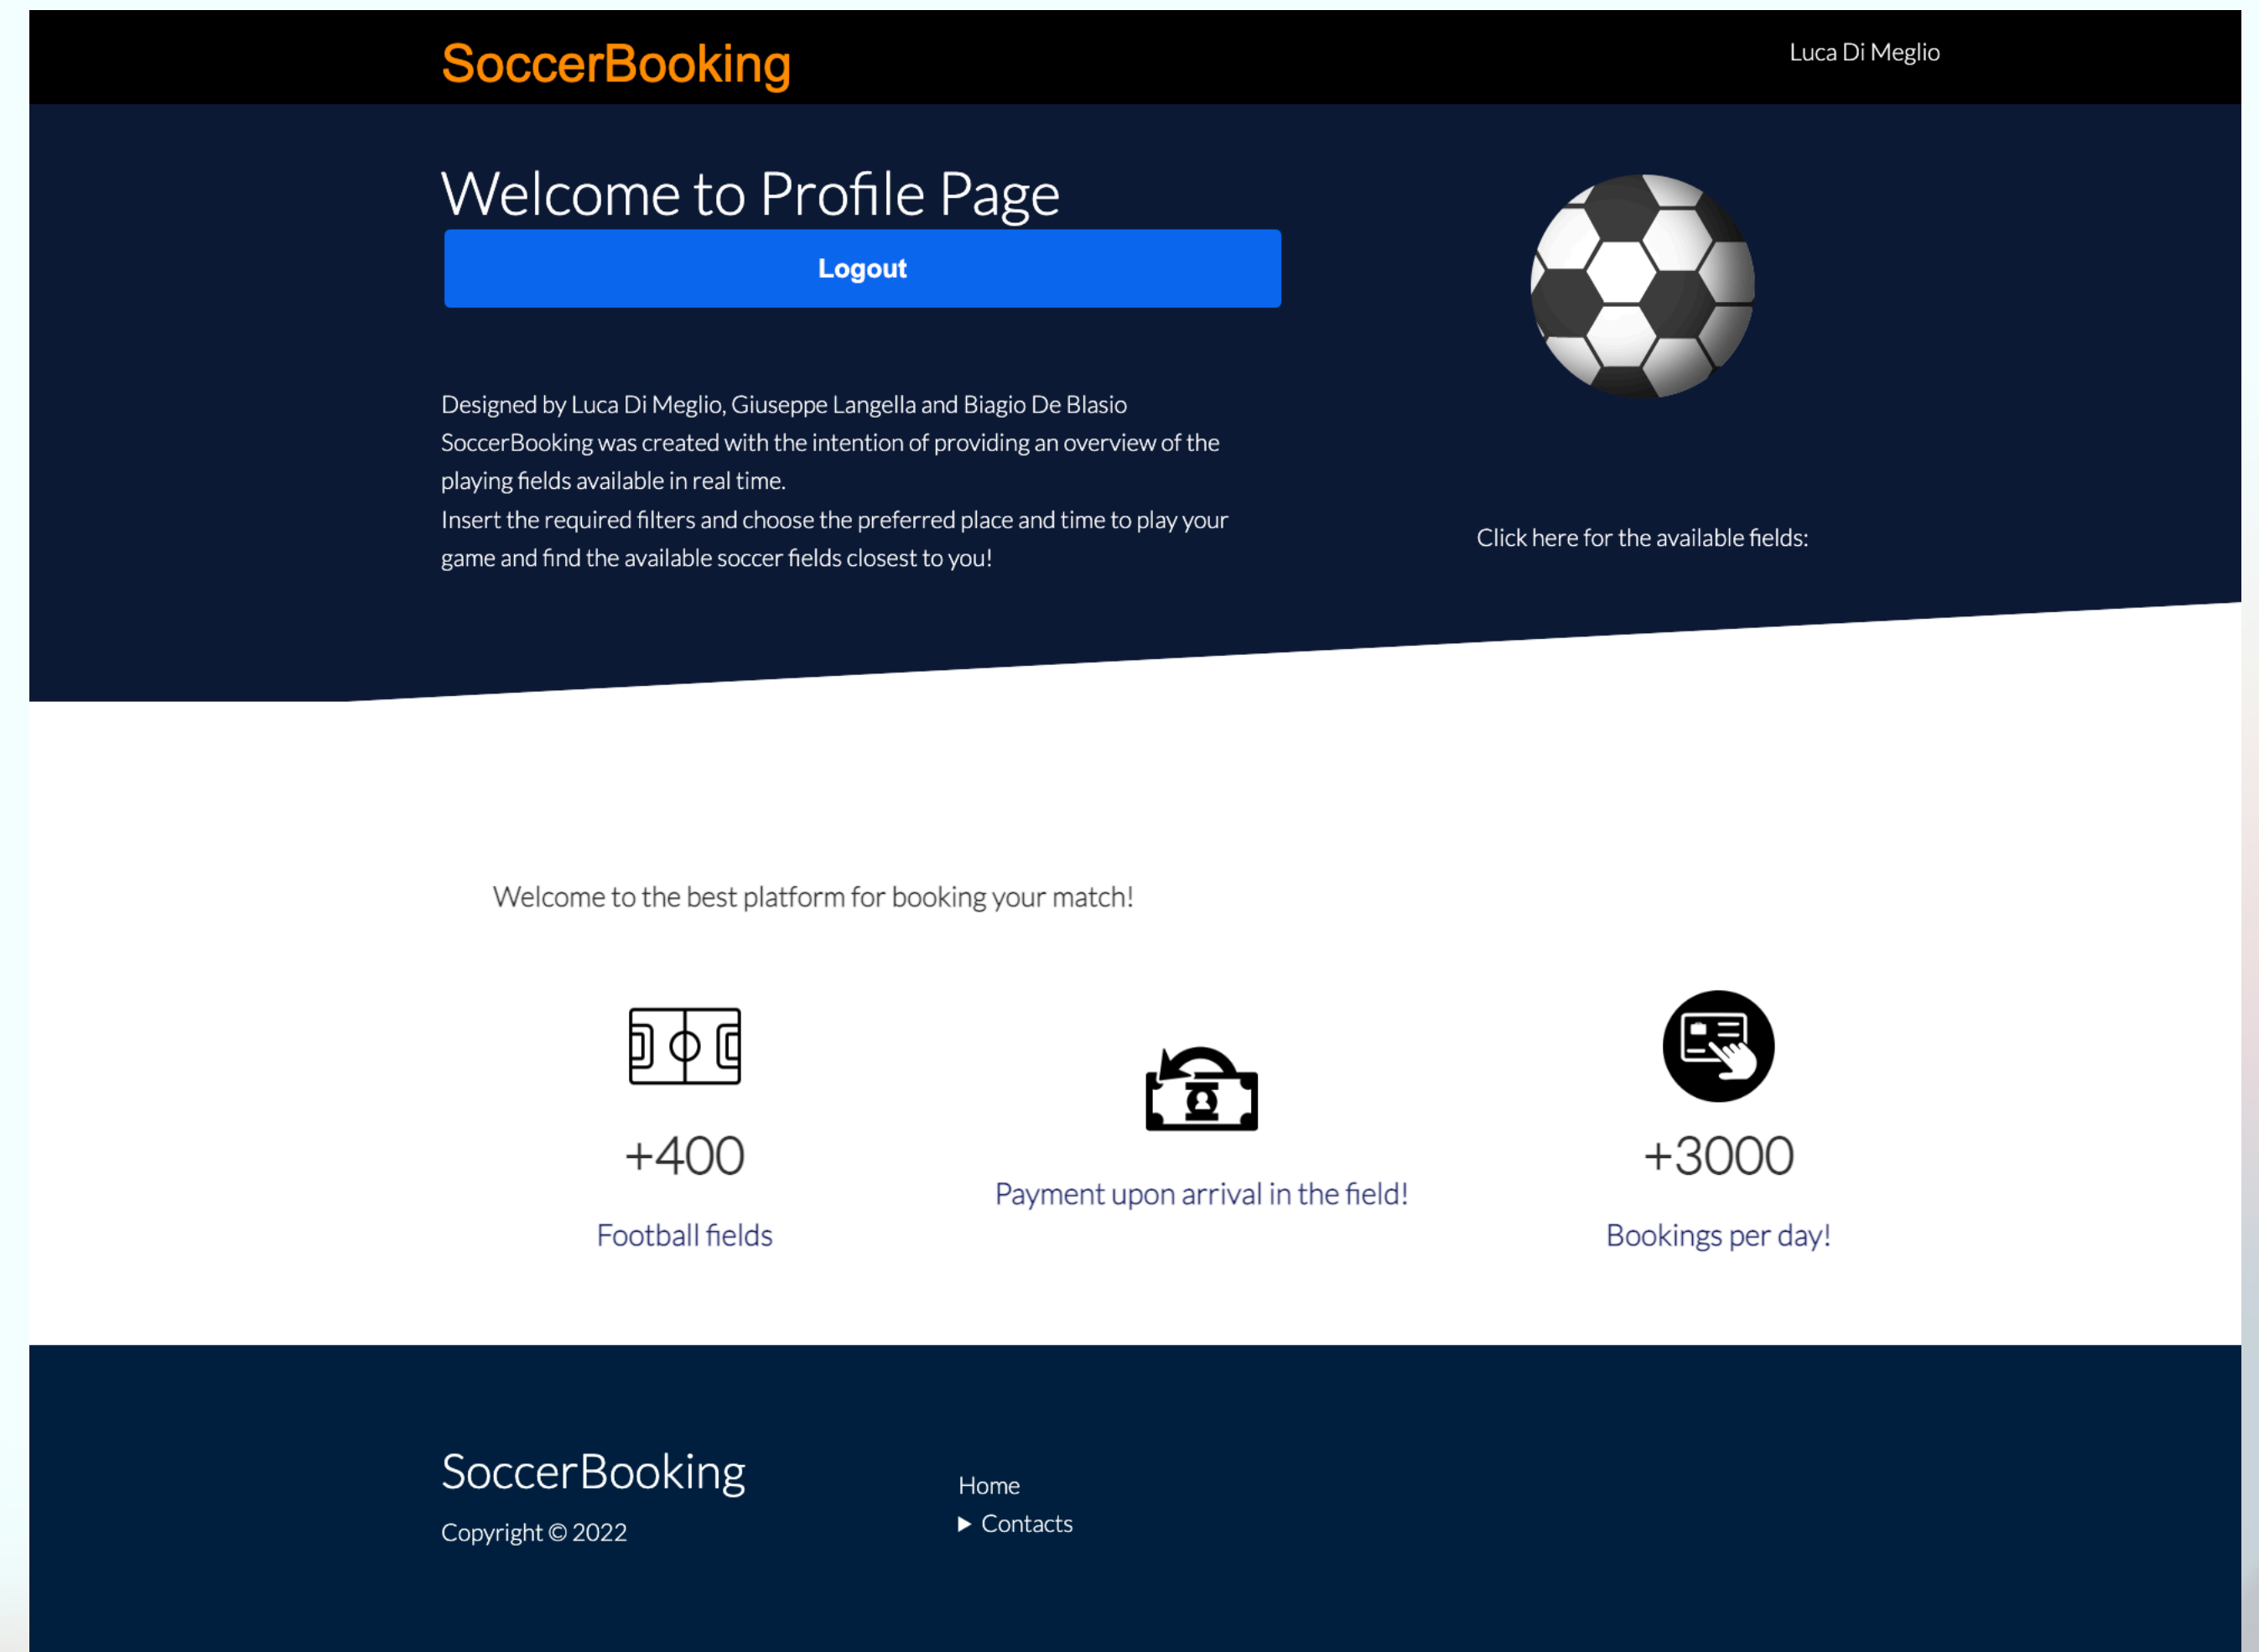 SoccerBooking
Luca Di Meglio
Welcome to Profile Page
Logout
Designed by Luca Di Meglio, Giuseppe Langella and Biagio De Blasio
SoccerBooking was created with the intention of providing an overview of the
playing fields available in real time.
Insert the required filters and choose the preferred place and time to play your
game and find the available soccer fields closest to you!
Click here for the available fields:
Welcome to the best platform for booking your match!
+400
Football fields
Payment upon arrival in the field!
+3000
Bookings per day!
SoccerBooking
Copyright © 2022
Home
▶ Contacts